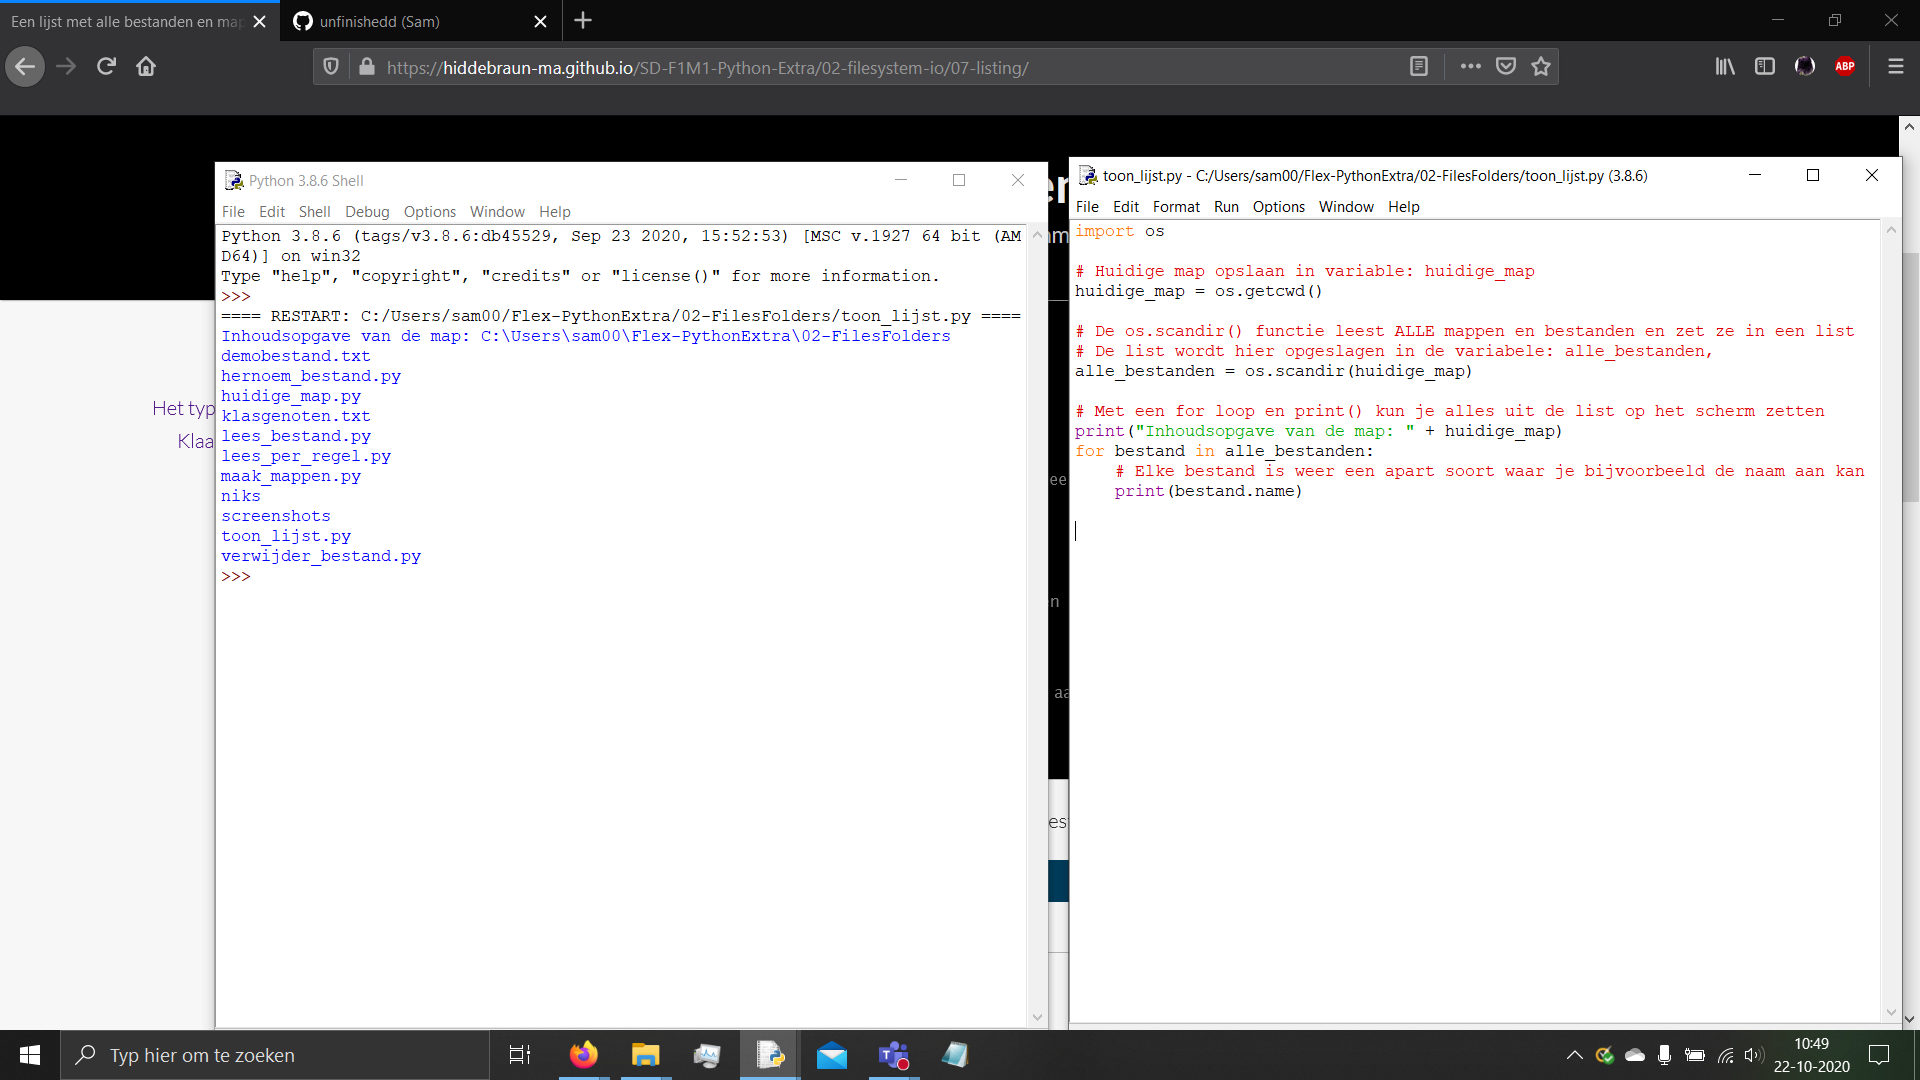 Een lijst met alle bestanden en map
unfinishedd (Sam)
https://hiddebraun-ma.github.io/SD-F1M1-Python-Extra/02-filesystem-io/07-listing/
ABP
Het typ
Klaa
Python 3.8.6 Shell
File Edit Shell Debug Options Window Help
Python 3.8.6 (tags/v3.8.6:db45529, Sep 23 2020, 15:52:53) [MSC v.1927 64 bit (AM
D64)] on win32
Type "help", "copyright", "credits" or "license()" for more information.
>>>
==== RESTART: C:/Users/sam00/Flex-PythonExtra/02-FilesFolders/toon_lijst.py ====
Inhoudsopgave van de map: C:\Users\sam00\Flex-PythonExtra\02-FilesFolders
demobestand.txt
hernoem_bestand.py
huidige_map.py
klasgenoten.txt
lees_bestand.py
lees_per_regel.py
maak_mappen.py
niks
screenshots
toon_lijst.py
verwijder_bestand.py
>>>
toon_lijst.py - C:/Users/sam00/Flex-PythonExtra/02-FilesFolders/toon_lijst.py (3.8.6)
File Edit Format Run Options Window Help
import os
# Huidige map opslaan in variable: huidige_map
huidige_map = os.getcwd()
# De os.scandir() functie leest ALLE mappen en bestanden en zet ze in een list
# De list wordt hier opgeslagen in de variabele: alle_bestanden,
alle_bestanden = os.scandir(huidige_map)
# Met een for loop en print() kun je alles uit de list op het scherm zetten
print("Inhoudsopgave van de map: " + huidige_map)
for bestand in alle_bestanden:
# Elke bestand is weer een apart soort waar je bijvoorbeeld de naam aan kan
print(bestand.name)
Typ hier om te zoeken
10:49
22-10-2020